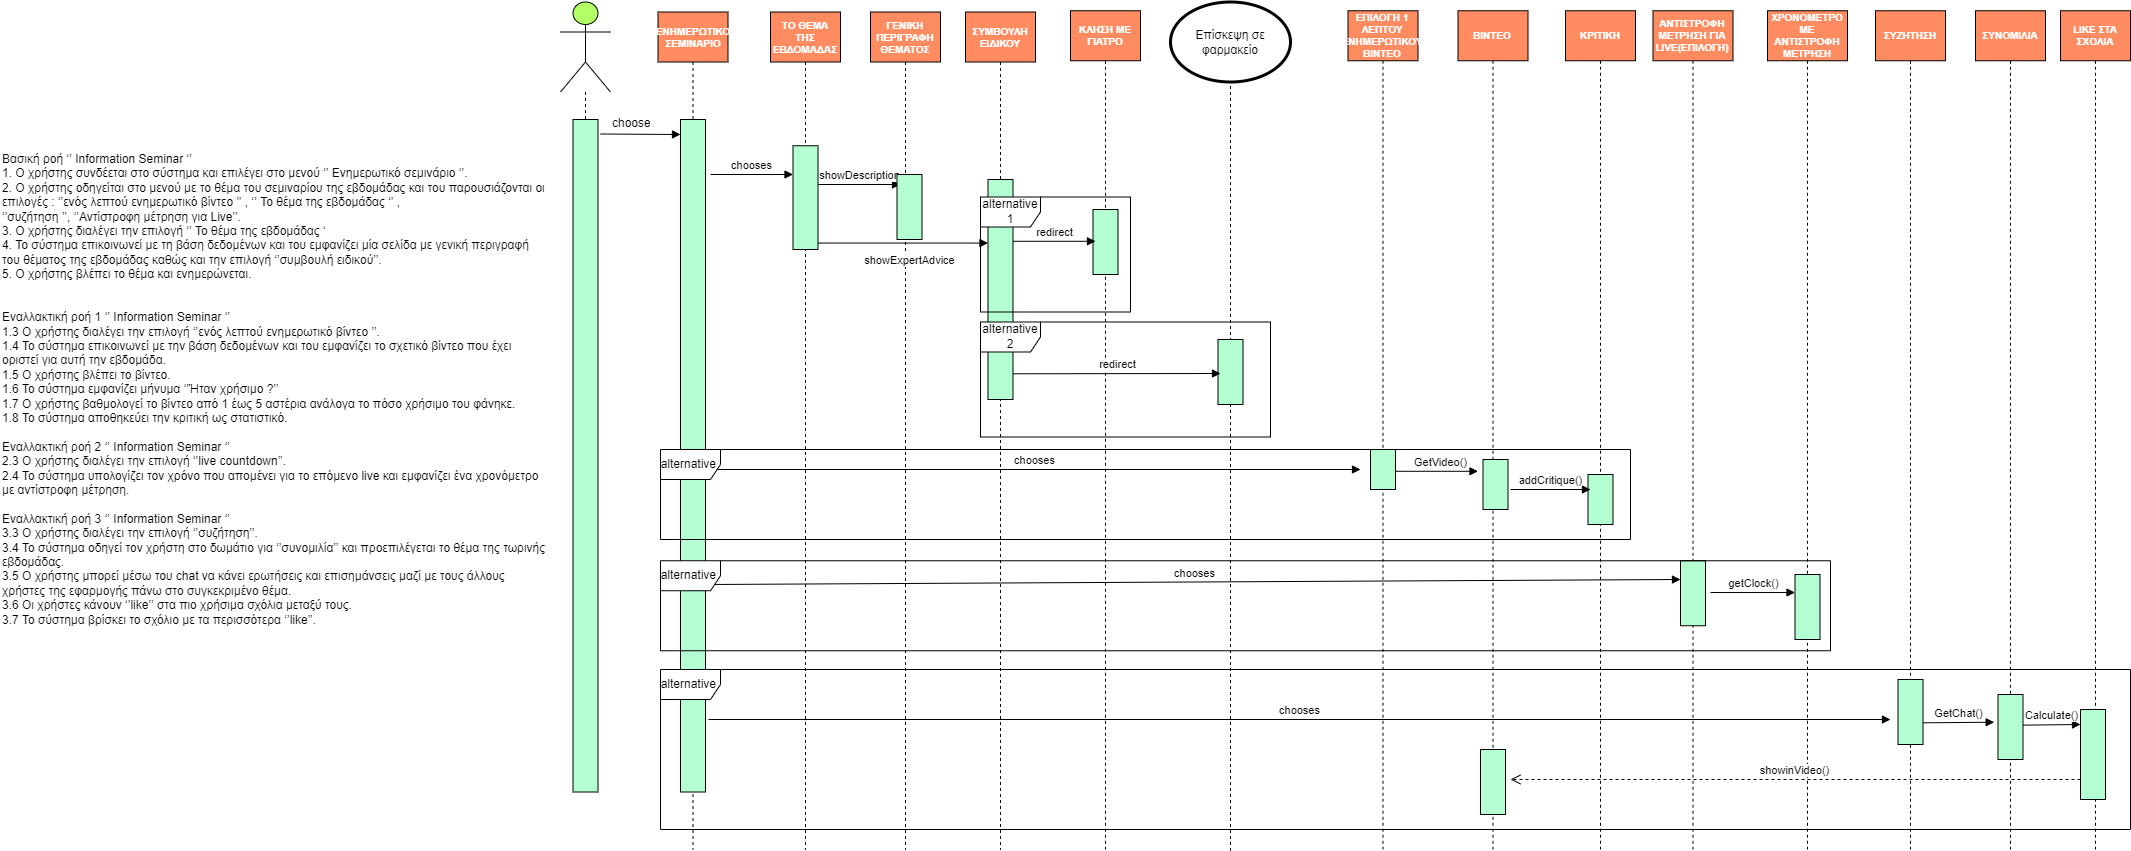 ΕΝΗΜΕΡΩΤΙΚΟ
ΣΕΜΙΝΑΡΙΟ
ΤΟ ΘΕΜΑ
ΤΗΣ
ΕΒΔΟΜΑΔΑΣ
ΓΕΝΙΚΗ
ΠΕΡΙΓΡΑΦΗ
ΘΕΜΑΤΟΣ
ΣΥΜΒΟΥΛΗ
ΕΙΔΙΚΟΥ
ΚΛΗΣΗ ΜΕ
ΓΙΑΤΡΟ
Επίσκεψη σε
φαρμακείο
ΕΠΙΛΟΓΗ 1
ΛΕΠΤΟΥ
ΕΝΗΜΕΡΩΤΙΚΟΥ
ΒΙΝΤΕΟ
ΒΙΝΤΕΟ
ΚΡΙΤΙΚΗ
ΑΝΤΙΣΤΡΟΦΗ
ΜΕΤΡΗΣΗ ΓΙΑ
LIVE(ΕΠΙΛΟΓΗ)
ΧΡΟΝΟΜΕΤΡΟ
ΜΕ
ΑΝΤΙΣΤΡΟΦΗ
ΜΕΤΡΗΣΗ
ΣΥΖΗΤΗΣΗ
ΣΥΝΟΜΙΛΙΑ
LIKE ΣΤΑ
ΣΧΟΛΙΑ
choose
chooses
showDescription
showExpertAdvice
alternative
1
redirect
alternative
2
redirect
alternative
chooses
GetVideo()
addCritique()
alternative
chooses
getClock()
alternative
chooses
GetChat()
Calculate()
showinVideo()
Βασική ροή ‘’ Information Seminar ‘’
1. Ο χρήστης συνδέεται στο σύστημα και επιλέγει στο μενού ‘’ Ενημερωτικό σεμινάριο ‘’.
2. Ο χρήστης οδηγείται στο μενού με το θέμα του σεμιναρίου της εβδομάδας και του παρουσιάζονται οι
επιλογές : ‘’ενός λεπτού ενημερωτικό βίντεο ’’ , ‘’ Το θέμα της εβδομάδας ‘’ ,
‘’συζήτηση ’’, ‘’Αντίστροφη μέτρηση για Live’’.
3. Ο χρήστης διαλέγει την επιλογή ‘’ Το θέμα της εβδομάδας ‘
4. Το σύστημα επικοινωνεί με τη βάση δεδομένων και του εμφανίζει μία σελίδα με γενική περιγραφή
του θέματος της εβδομάδας καθώς και την επιλογή ‘’συμβουλή ειδικού’’.
5. Ο χρήστης βλέπει το θέμα και ενημερώνεται.
Εναλλακτική ροή 1 ‘’ Information Seminar ‘’
1.3 Ο χρήστης διαλέγει την επιλογή ‘’ενός λεπτού ενημερωτικό βίντεο ’’.
1.4 Το σύστημα επικοινωνεί με την βάση δεδομένων και του εμφανίζει το σχετικό βίντεο που έχει
οριστεί για αυτή την εβδομάδα.
1.5 Ο χρήστης βλέπει το βίντεο.
1.6 Το σύστημα εμφανίζει μήνυμα ‘’Ήταν χρήσιμο ?’’
1.7 Ο χρήστης βαθμολογεί το βίντεο από 1 έως 5 αστέρια ανάλογα το πόσο χρήσιμο του φάνηκε.
1.8 Το σύστημα αποθηκεύει την κριτική ως στατιστικό.
Εναλλακτική ροή 2 ‘’ Information Seminar ‘’
2.3 Ο χρήστης διαλέγει την επιλογή ‘’live countdown’’.
2.4 Το σύστημα υπολογίζει τον χρόνο που απομένει για το επόμενο live και εμφανίζει ένα χρονόμετρο
με αντίστροφη μέτρηση.
Εναλλακτική ροή 3 ‘’ Information Seminar ‘’
3.3 Ο χρήστης διαλέγει την επιλογή ‘’συζήτηση’’.
3.4 Το σύστημα οδηγεί τον χρήστη στο δωμάτιο για ‘’συνομιλία’’ και προεπιλέγεται το θέμα της τωρινής
εβδομάδας.
3.5 Ο χρήστης μπορεί μέσω του chat να κάνει ερωτήσεις και επισημάνσεις μαζί με τους άλλους
χρήστες της εφαρμογής πάνω στο συγκεκριμένο θέμα.
3.6 Οι χρήστες κάνουν ‘’like’’ στα πιο χρήσιμα σχόλια μεταξύ τους.
3.7 Το σύστημα βρίσκει το σχόλιο με τα περισσότερα ‘’like’’.